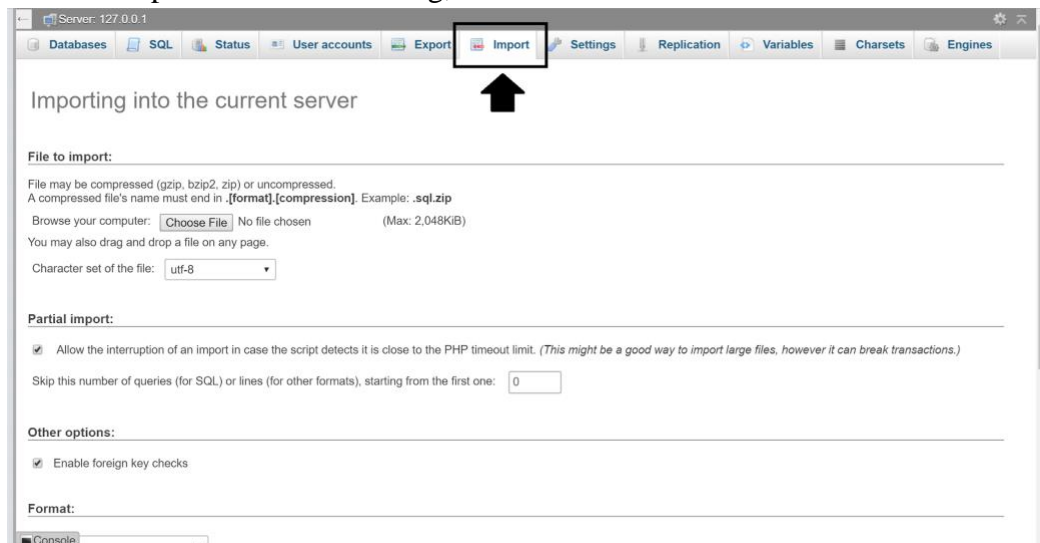 Server: 127.0.0.1
Databases SQL Status User accounts Export Import Settings Replication Variables Charsets Engines
Importing into the current server
File to import:
File may be compressed (gzip, bzip2, zip) or uncompressed.
A compressed file's name must end in .[format].[compression]. Example: .sql.zip
Browse your computer: Choose File No file chosen (Max: 2,048KiB)
You may also drag and drop a file on any page.
Character set of the file: utf-8
Partial import:
Allow the interruption of an import in case the script detects it is close to the PHP timeout limit. (This might be a good way to import large files, however it can break transactions.)
Skip this number of queries (for SQL) or lines (for other formats), starting from the first one: 0
Other options:
Enable foreign key checks
Format:
Console